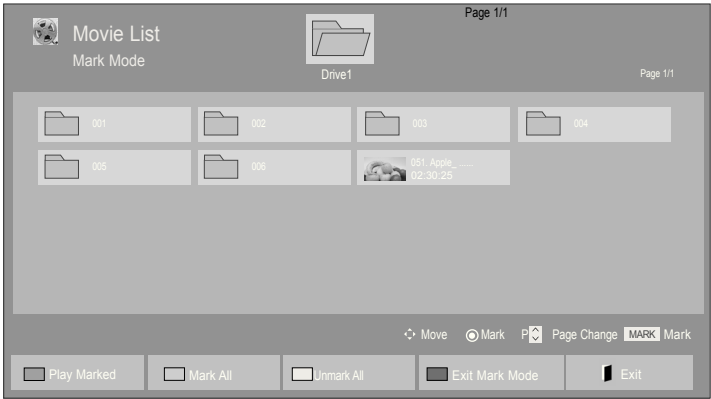 Page 1/1
Movie List
Mark Mode
Drive1
Page 1/1
001
002
003
004
005
006
051. Apple_ ......
02:30:25
Move
Mark
P
Page Change
MARK
Mark
Play Marked
Mark All
Unmark All
Exit Mark Mode
Exit